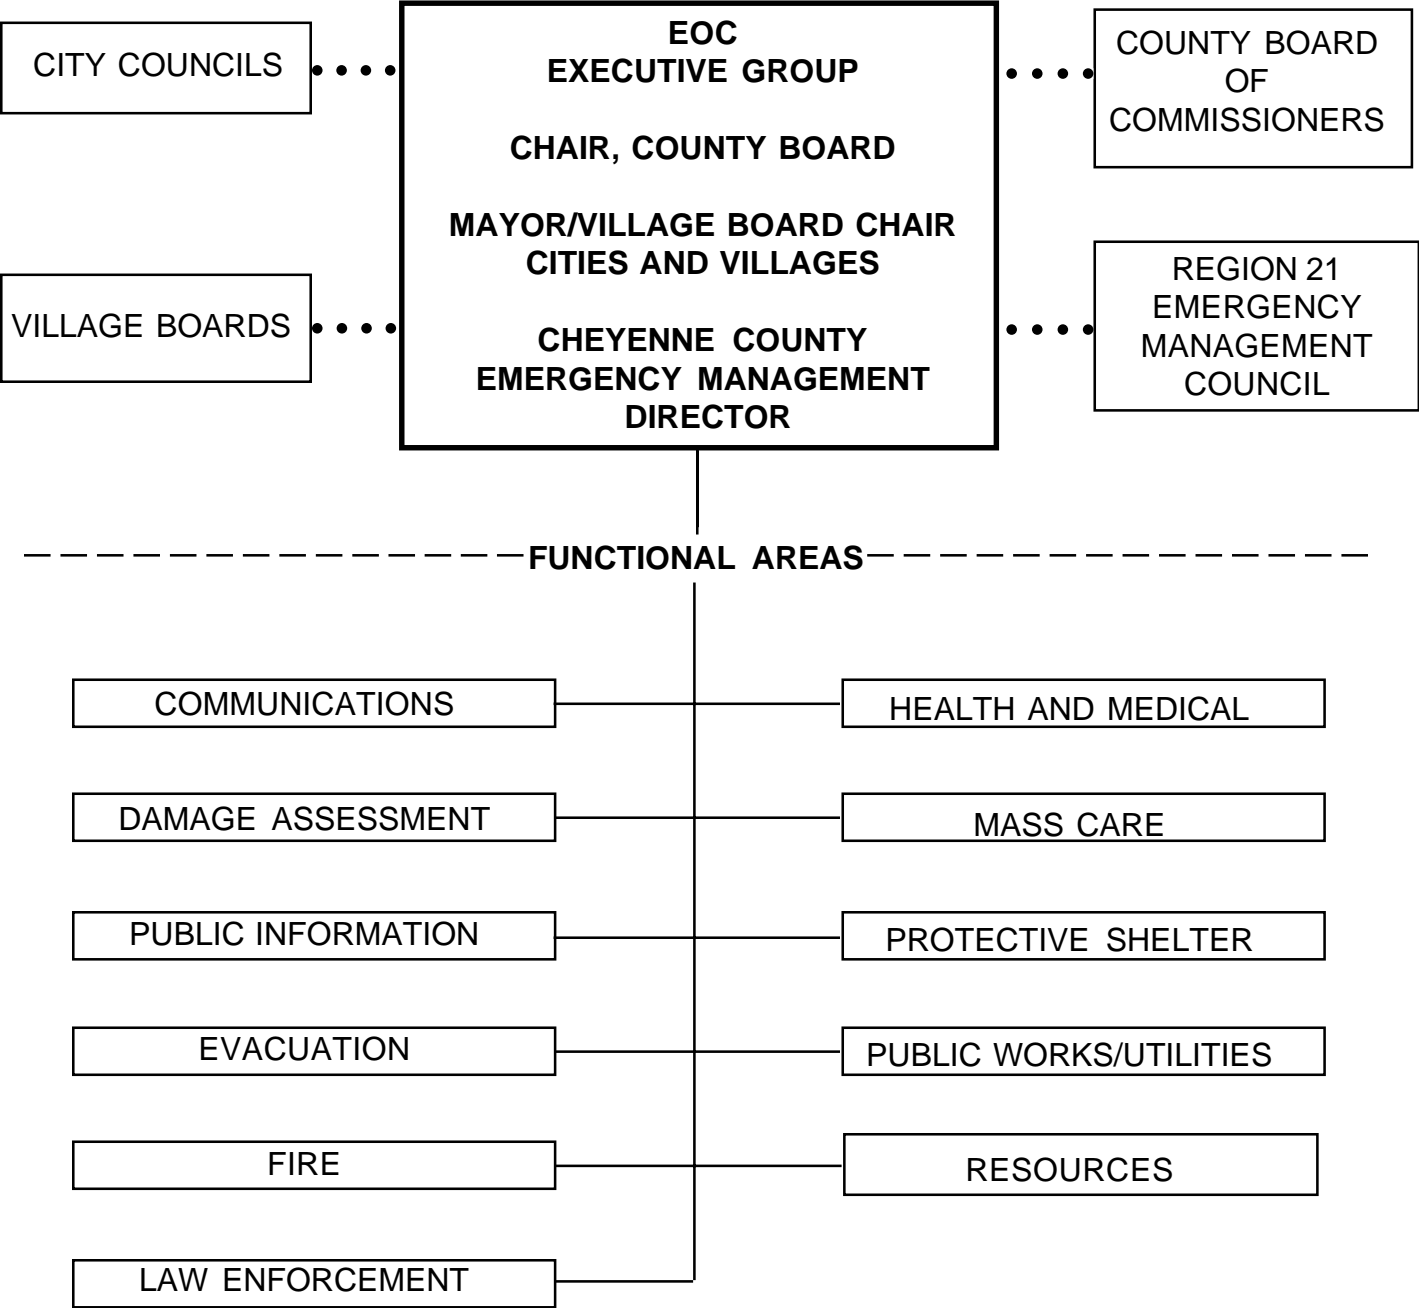 CITY COUNCILS
VILLAGE BOARDS
EOC
EXECUTIVE GROUP
CHAIR, COUNTY BOARD
MAYOR/VILLAGE BOARD CHAIR
CITIES AND VILLAGES
CHEYENNE COUNTY
EMERGENCY MANAGEMENT
DIRECTOR
COUNTY BOARD
OF
COMMISSIONERS
REGION 21
EMERGENCY
MANAGEMENT
COUNCIL
FUNCTIONAL AREAS
COMMUNICATIONS
HEALTH AND MEDICAL
DAMAGE ASSESSMENT
MASS CARE
PUBLIC INFORMATION
PROTECTIVE SHELTER
EVACUATION
PUBLIC WORKS/UTILITIES
FIRE
RESOURCES
LAW ENFORCEMENT